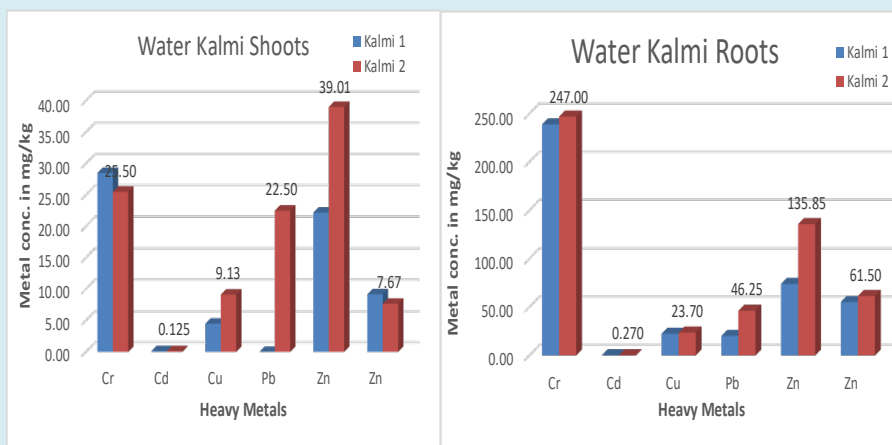 Water Kalmi Shoots
Kalmi 1
Kalmi 2
Metal conc. in mg/kg
40.00
35.00
30.00
25.00
20.00
15.00
10.00
5.00
0.00
25.50
0.125
9.13
22.50
39.01
7.67
Cr Cd Cu Pb Zn Zn
Heavy Metals
Water Kalmi Roots
Kalmi 1
Kalmi 2
Metal conc. in mg/kg
250.00
200.00
150.00
100.00
50.00
0.00
247.00
0.270
23.70
46.25
135.85
61.50
Cr Cd Cu Pb Zn Zn
Heavy Metals